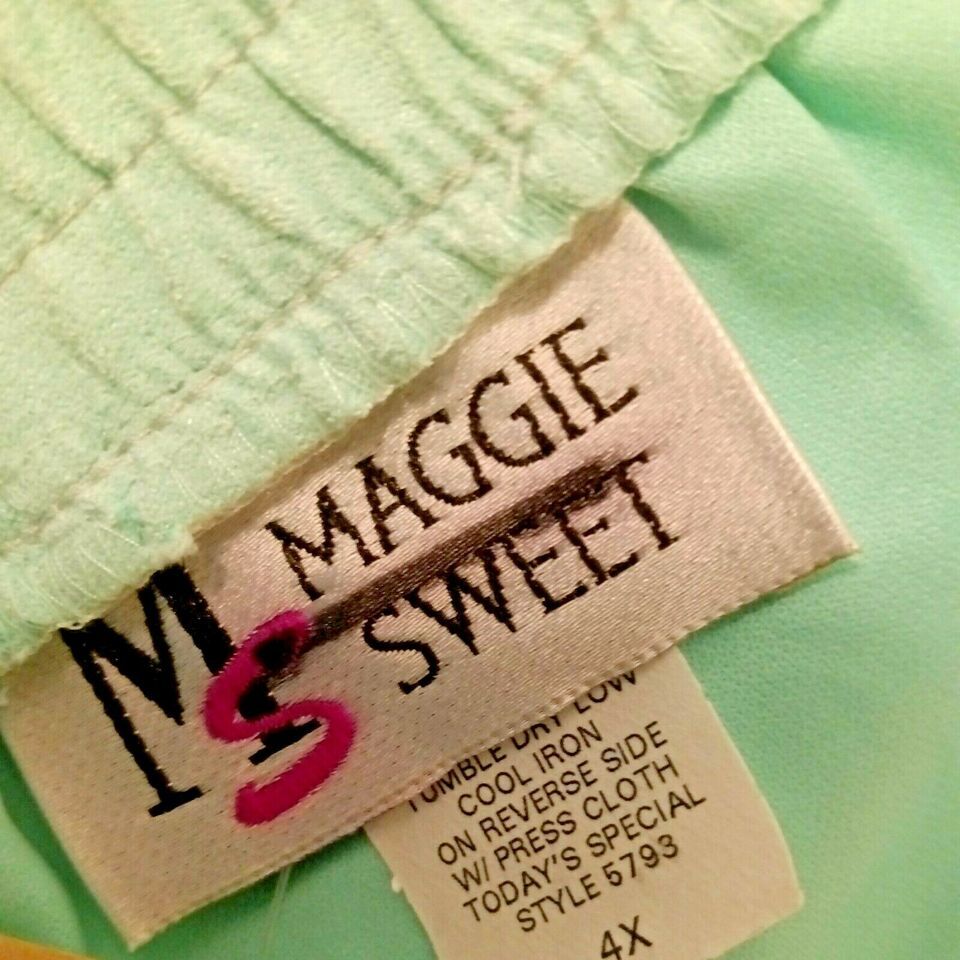 MAGGIE
SWEET
MS
TUMBLE DRY LOW
COOL IRON
ON REVERSE SIDE
W/ PRESS CLOTH
TODAY'S SPECIAL
STYLE 5793
4X